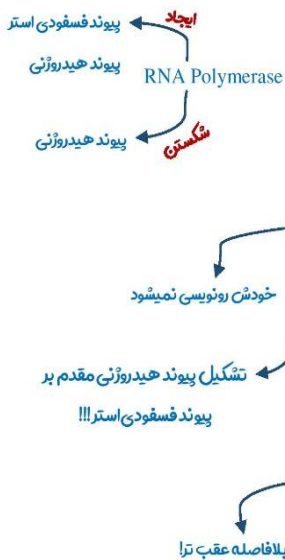 ایجاد
پیوند فسفودی استر
پیوند هیدروژنی
RNA Polymerase
شکستن
پیوند هیدروژنی
خودش رونویسی نمیشود
تشکیل پیوند هیدروژنی مقدم بر
پیوند فسفودی استر!!!
بلافاصله عقب تر!